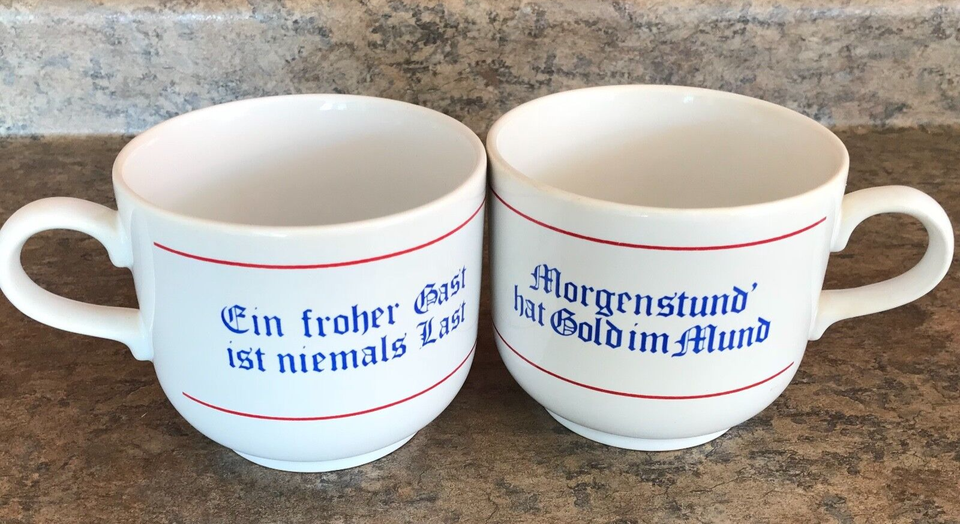 Ein froher Gast
ist niemals Last
Morgenstund'
hat Gold im Mund